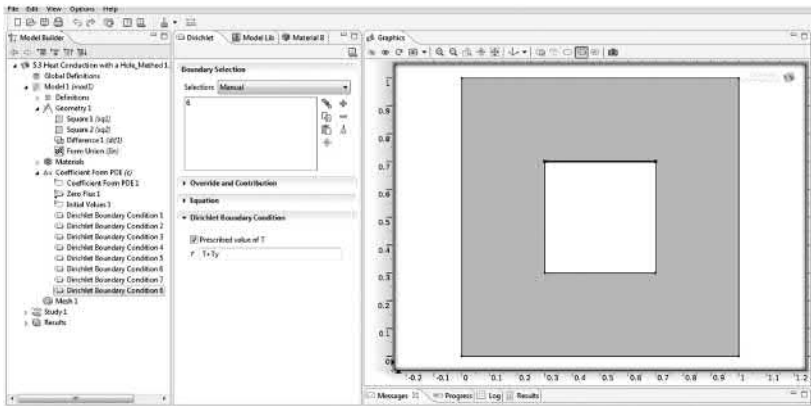 File Edit View Options Help
Model Builder
5.3 Heat Conduction with a Hole_Method 1.
Global Definitions
Model 1 (mod1)
Definitions
Geometry 1
Square 1 (sq1)
Square 2 (sq2)
Difference 1 (dif1)
Form Union (fin)
Materials
Coefficient Form PDE (c)
Coefficient Form PDE 1
Zero Flux 1
Initial Values 1
Dirichlet Boundary Condition 1
Dirichlet Boundary Condition 2
Dirichlet Boundary Condition 3
Dirichlet Boundary Condition 4
Dirichlet Boundary Condition 5
Dirichlet Boundary Condition 6
Dirichlet Boundary Condition 7
Dirichlet Boundary Condition 8
Mesh 1
Study 1
Results
Dirichlet
Model Lib
Material B
Boundary Selection
Selection: Manual
6
Override and Contribution
Equation
Dirichlet Boundary Condition
Prescribed value of T
r T+Ty
Graphics
1
0.9
0.8
0.7
0.6
0.5
0.4
0.3
0.2
0.1
0
-0.2 -0.1 0 0.1 0.2 0.3 0.4 0.5 0.6 0.7 0.8 0.9 1 1.1 1.2
Messages Progress Log Results